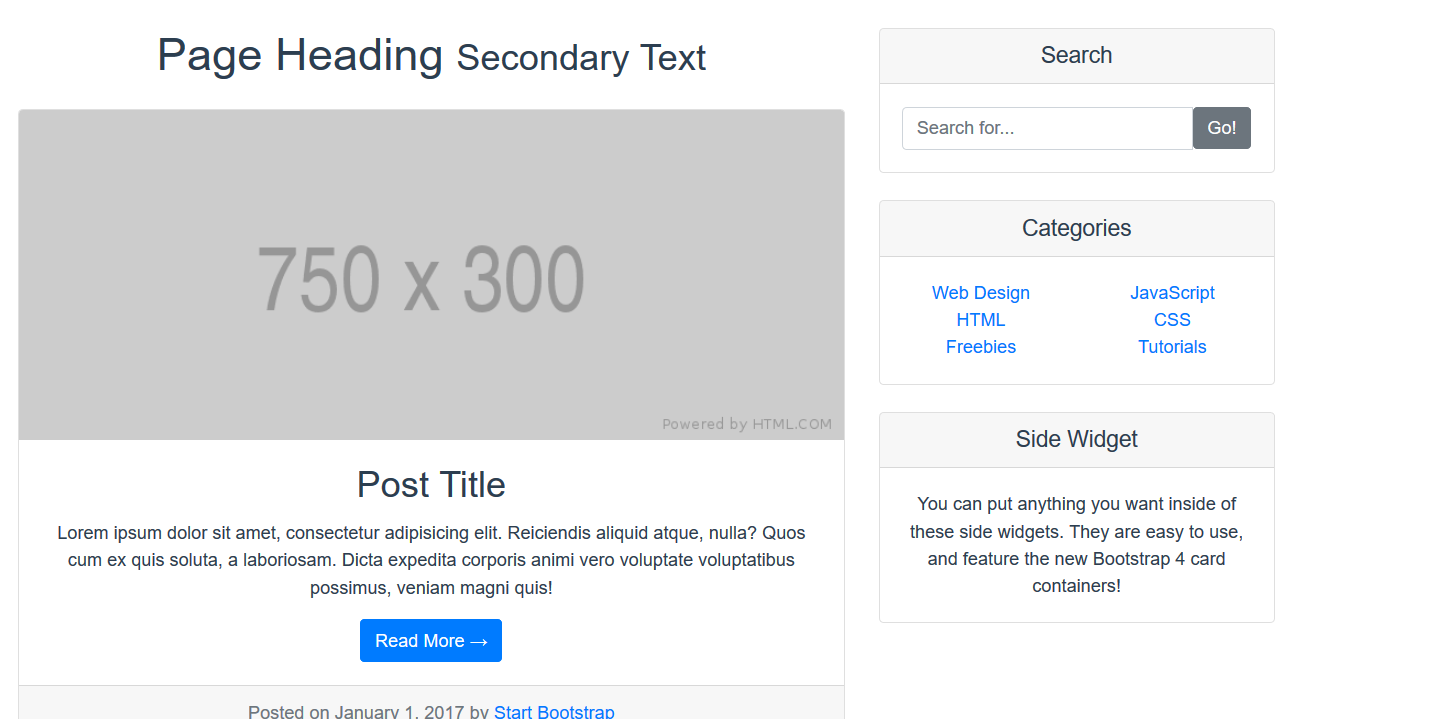 Page Heading Secondary Text
750 x 300
Powered by HTML.COM
Post Title
Lorem ipsum dolor sit amet, consectetur adipisicing elit. Reiciendis aliquid atque, nulla? Quos
cum ex quis soluta, a laboriosam. Dicta expedita corporis animi vero voluptate voluptatibus
possimus, veniam magni quis!
Read More →
Posted on January 1, 2017 by Start Bootstrap
Search
Search for... Go!
Categories
Web Design JavaScript
HTML CSS
Freebies Tutorials
Side Widget
You can put anything you want inside of
these side widgets. They are easy to use,
and feature the new Bootstrap 4 card
containers!